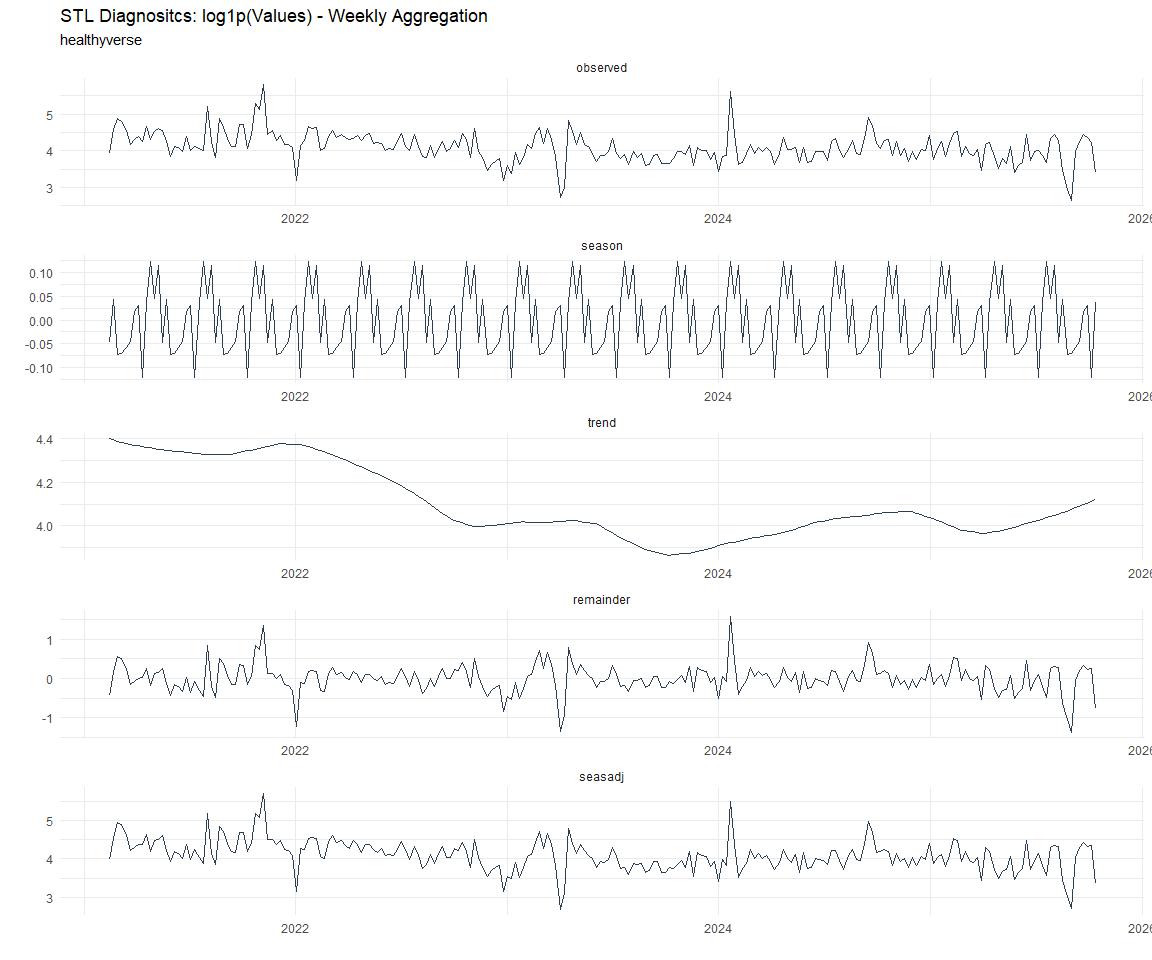 STL Diagnositcs: log1p(Values) - Weekly Aggregation
healthyverse
observed
5
4
3
2022 2024 2026
season
0.10
0.05
0.00
-0.05
-0.10
2022 2024 2026
trend
4.4
4.2
4.0
2022 2024 2026
remainder
1
0
-1
2022 2024 2026
seasadj
5
4
3
2022 2024 2026